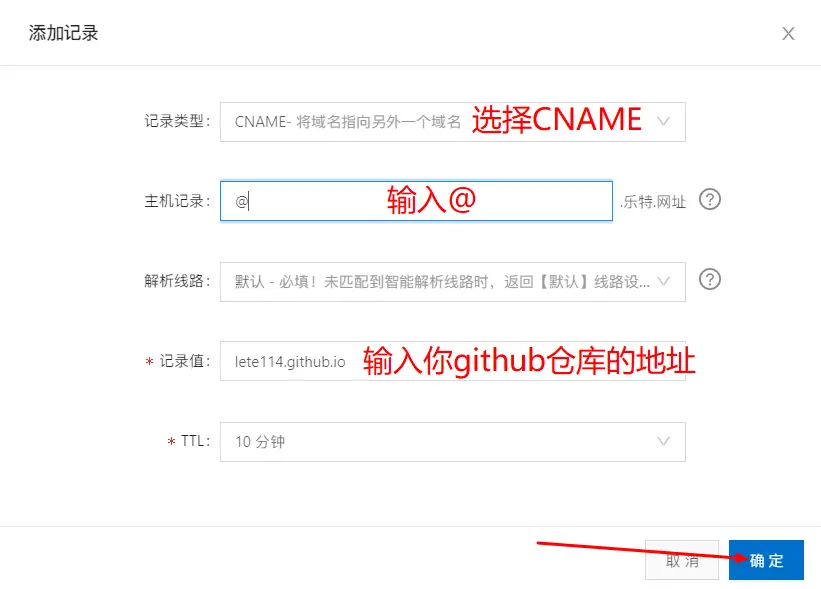 添加记录
记录类型： CNAME- 将域名指向另外一个域名 选择CNAME
主机记录： @ 输入@ .乐特.网址 ?
解析线路： 默认 - 必填！未匹配到智能解析线路时，返回【默认】线路设... ?
* 记录值： lete114.github.io 输入你github仓库的地址
* TTL： 10 分钟
取 消 确 定